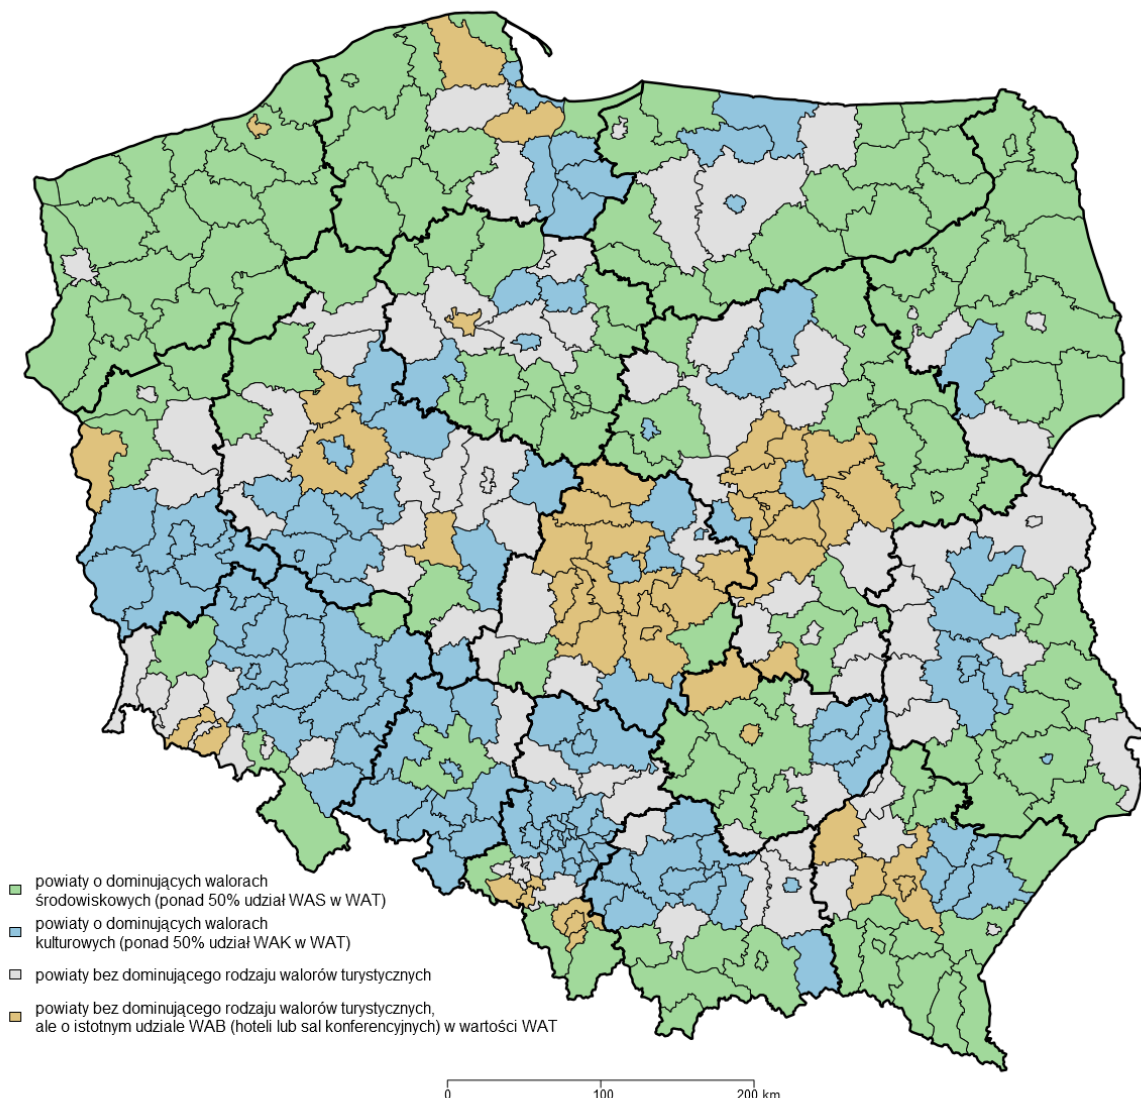 powiaty o dominujących walorach
środowiskowych (ponad 50% udział WAS w WAT)
powiaty o dominujących walorach
kulturowych (ponad 50% udział WAK w WAT)
powiaty bez dominującego rodzaju walorów turystycznych
powiaty bez dominującego rodzaju walorów turystycznych,
ale o istotnym udziale WAB (hoteli lub sal konferencyjnych) w wartości WAT
0 100 200 km